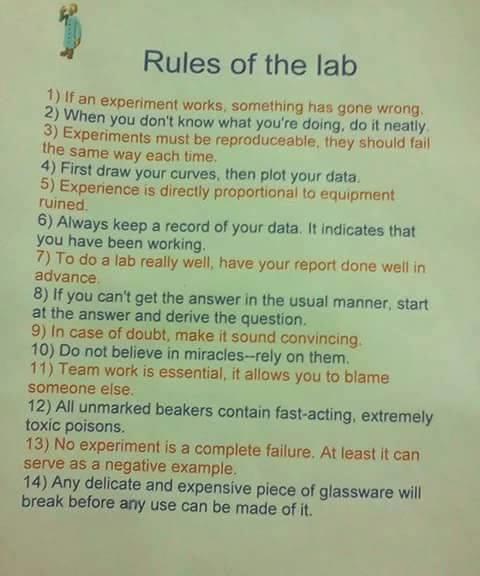 Rules of the lab
1) If an experiment works, something has gone wrong.
2) When you don't know what you're doing, do it neatly.
3) Experiments must be reproduceable, they should fail
the same way each time.
4) First draw your curves, then plot your data.
5) Experience is directly proportional to equipment
ruined.
6) Always keep a record of your data. It indicates that
you have been working.
7) To do a lab really well, have your report done well in
advance.
8) If you can't get the answer in the usual manner, start
at the answer and derive the question.
9) In case of doubt, make it sound convincing.
10) Do not believe in miracles--rely on them.
11) Team work is essential, it allows you to blame
someone else.
12) All unmarked beakers contain fast-acting, extremely
toxic poisons.
13) No experiment is a complete failure. At least it can
serve as a negative example.
14) Any delicate and expensive piece of glassware will
break before any use can be made of it.